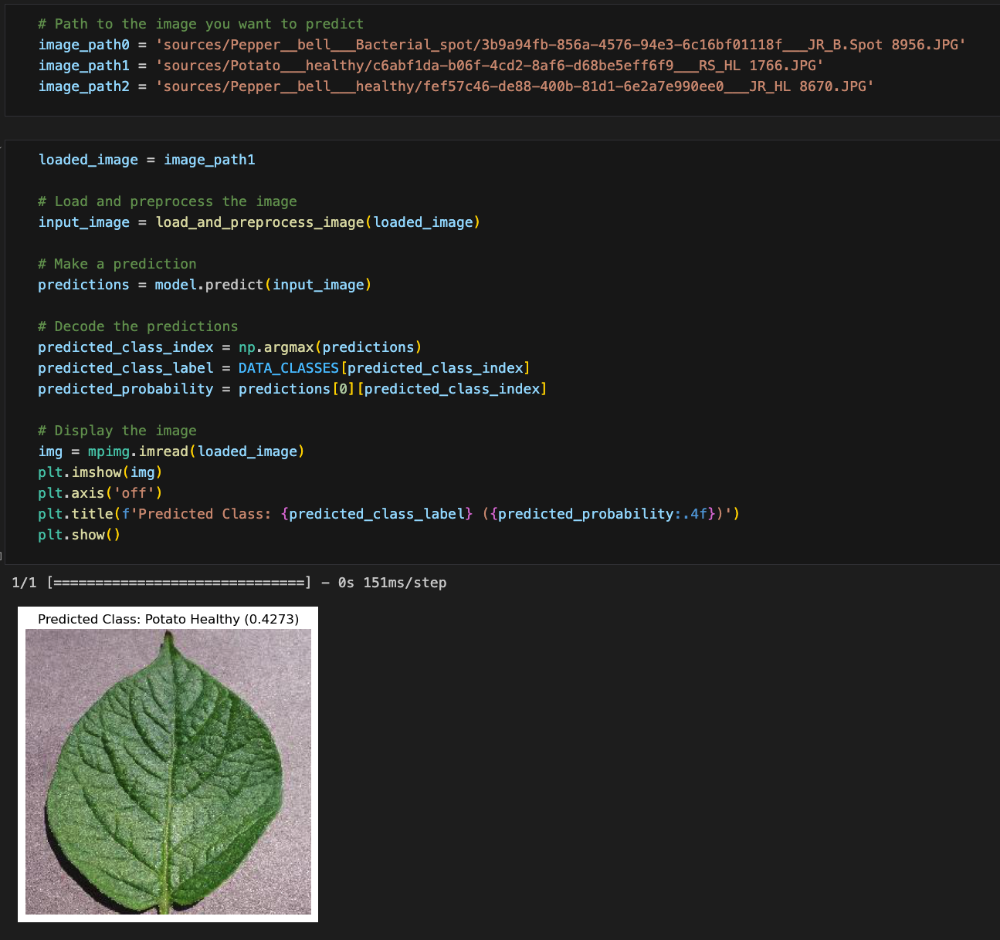 # Path to the image you want to predict
image_path0 = 'sources/Pepper__bell___Bacterial_spot/3b9a94fb-856a-4576-94e3-6c16bf01118f___JR_B.Spot 8956.JPG'
image_path1 = 'sources/Potato___healthy/c6abf1da-b06f-4cd2-8af6-d68be5eff6f9___RS_HL 1766.JPG'
image_path2 = 'sources/Pepper__bell___healthy/fef57c46-de88-400b-81d1-6e2a7e990ee0___JR_HL 8670.JPG'
loaded_image = image_path1
# Load and preprocess the image
input_image = load_and_preprocess_image(loaded_image)
# Make a prediction
predictions = model.predict(input_image)
# Decode the predictions
predicted_class_index = np.argmax(predictions)
predicted_class_label = DATA_CLASSES[predicted_class_index]
predicted_probability = predictions[0][predicted_class_index]
# Display the image
img = mpimg.imread(loaded_image)
plt.imshow(img)
plt.axis('off')
plt.title(f'Predicted Class: {predicted_class_label} ({predicted_probability:.4f})')
plt.show()
1/1 [==============================] - 0s 151ms/step
Predicted Class: Potato Healthy (0.4273)